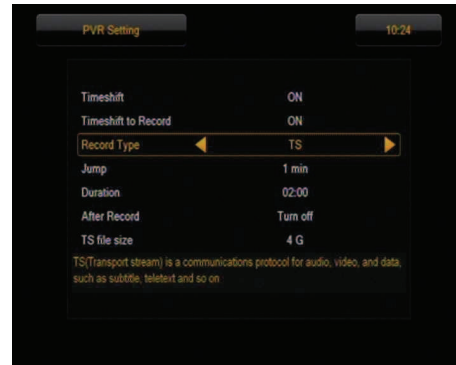 PVR Setting 10:24
Timeshift ON
Timeshift to Record ON
Record Type TS
Jump 1 min
Duration 02:00
After Record Turn off
TS file size 4 G
TS(Transport stream) is a communications protocol for audio, video, and data,
such as subtitle, teletext and so on